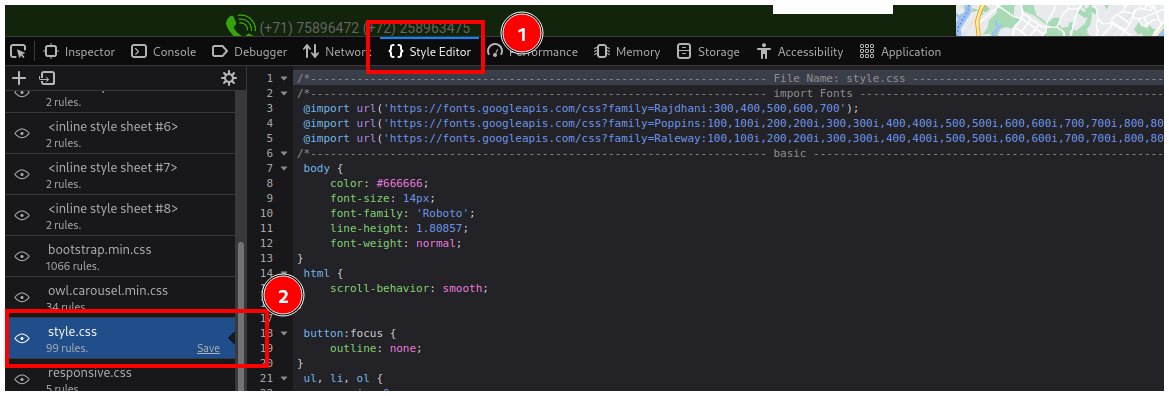 (+71) 75896472 (+72) 258963475
1
Inspector Console Debugger Network {} Style Editor Performance Memory Storage Accessibility Application
2 rules.
<inline style sheet #6>
2 rules.
<inline style sheet #7>
2 rules.
<inline style sheet #8>
2 rules.
bootstrap.min.css
1066 rules.
owl.carousel.min.css
34 rules.
2
style.css
99 rules. Save
responsive.css
5 rules.
1 /*------------------------------------------------------------------ File Name: style.css -------------------------------------------
2 /*------------------------------------------------------------------ import Fonts ---------------------------------------------------
3 @import url('https://fonts.googleapis.com/css?family=Rajdhani:300,400,500,600,700');
4 @import url('https://fonts.googleapis.com/css?family=Poppins:100,100i,200,200i,300,300i,400,400i,500,500i,600,600i,700,700i,800,80
5 @import url('https://fonts.googleapis.com/css?family=Raleway:100,100i,200,200i,300,300i,400,400i,500,500i,600,600i,700,700i,800,80
6 /*------------------------------------------------------------------ basic ----------------------------------------------------------
7 body {
8 color: #666666;
9 font-size: 14px;
10 font-family: 'Roboto';
11 line-height: 1.80857;
12 font-weight: normal;
13 }
14 html {
scroll-behavior: smooth;
17
18 button:focus {
19 outline: none;
20 }
21 ul, li, ol {